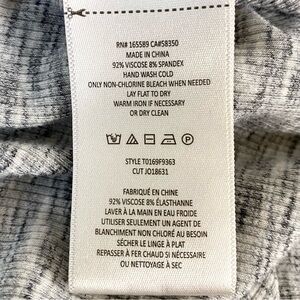 RN# 165589 CA#58350
MADE IN CHINA
92% VISCOSE 8% SPANDEX
HAND WASH COLD
ONLY NON-CHLORINE BLEACH WHEN NEEDED
LAY FLAT TO DRY
WARM IRON IF NECESSARY
OR DRY CLEAN
STYLE T0169F9363
CUT JO18631
FABRIQUÉ EN CHINE
92% VISCOSE 8% ÉLASTHANNE
LAVER À LA MAIN EN EAU FROIDE
UTILISER SEULEMENT UN AGENT DE
BLANCHIMENT NON CHLORÉ AU BESOIN
SÉCHER LE LINGE À PLAT
REPASSER À FER CHAUD SI NÉCESSAIRE
OU NETTOYAGE À SEC